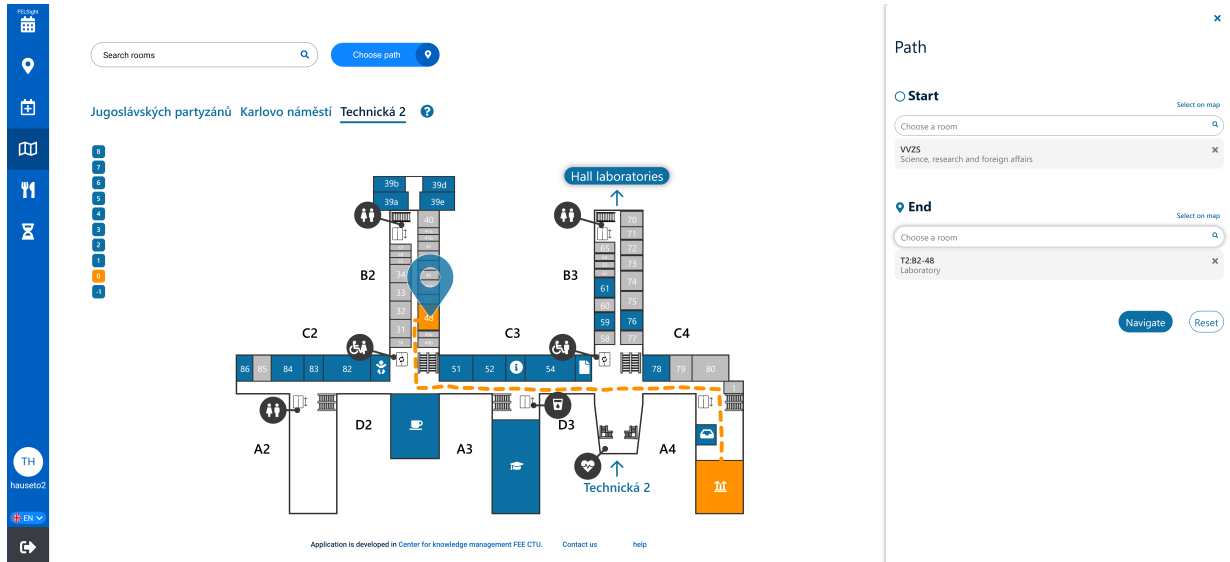 FELSight
Search rooms
Choose path
Jugoslávských partyzánů
Karlovo náměstí
Technická 2
8
7
6
5
4
3
2
1
0
-1
39b
39d
39a
39e
40
Hall laboratories
70
71
65
72
73
B2
B3
34
74
33
61
75
32
60
48
59
76
31
58
77
C2
C3
C4
86
85
84
83
82
51
52
54
78
79
80
1
D2
D3
A2
A3
A4
Technická 2
Application is developed in Center for knowledge management FEE CTU.
Contact us
help
TH
hauseto2
EN
Path
Start
Select on map
Choose a room
VVZS
Science, research and foreign affairs
End
Select on map
Choose a room
T2:B2-48
Laboratory
Navigate
Reset